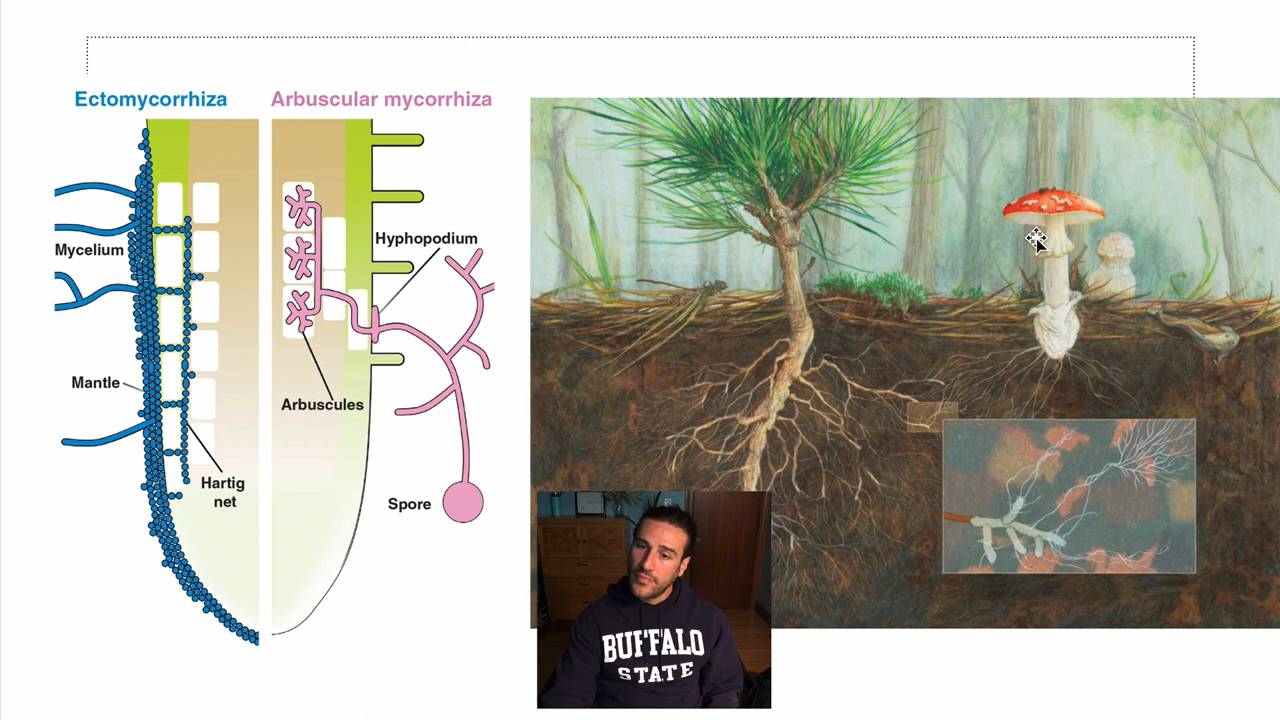 Ectomycorrhiza
Arbuscular mycorrhiza
Mycelium
Hyphopodium
Mantle
Arbuscules
Hartig
net
Spore
BUFFALO
STATE